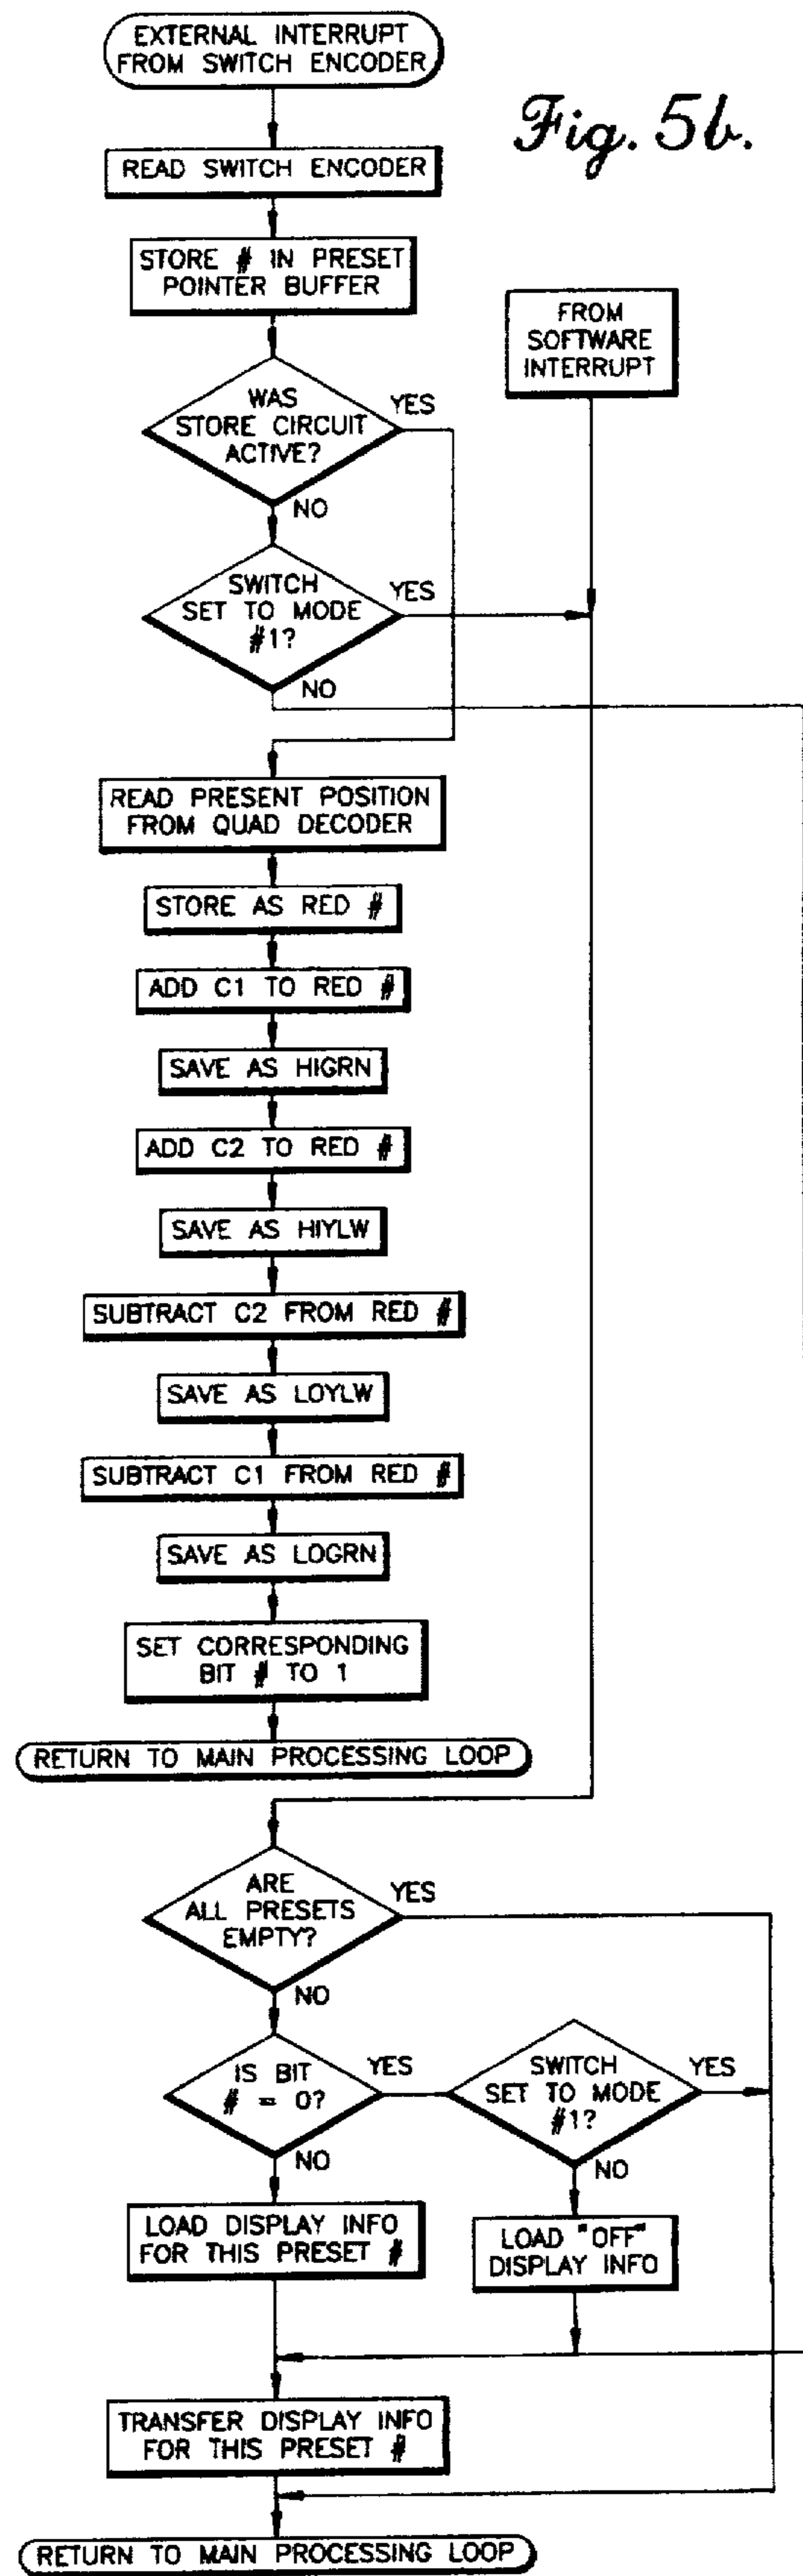 EXTERNAL INTERRUPT
FROM SWITCH ENCODER
Fig. 5b.
READ SWITCH ENCODER
STORE # IN PRESET
POINTER BUFFER
FROM
SOFTWARE
INTERRUPT
WAS
STORE CIRCUIT
ACTIVE?
YES
NO
SWITCH
SET TO MODE
#1?
YES
NO
READ PRESENT POSITION
FROM QUAD DECODER
STORE AS RED #
ADD C1 TO RED #
SAVE AS HIGRN
ADD C2 TO RED #
SAVE AS HIYLW
SUBTRACT C2 FROM RED #
SAVE AS LOYLW
SUBTRACT C1 FROM RED #
SAVE AS LOGRN
SET CORRESPONDING
BIT # TO 1
RETURN TO MAIN PROCESSING LOOP
ARE
ALL PRESETS
EMPTY?
YES
NO
IS BIT
# = 0?
YES
NO
SWITCH
SET TO MODE
#1?
YES
NO
LOAD DISPLAY INFO
FOR THIS PRESET #
LOAD "OFF"
DISPLAY INFO
TRANSFER DISPLAY INFO
FOR THIS PRESET #
RETURN TO MAIN PROCESSING LOOP